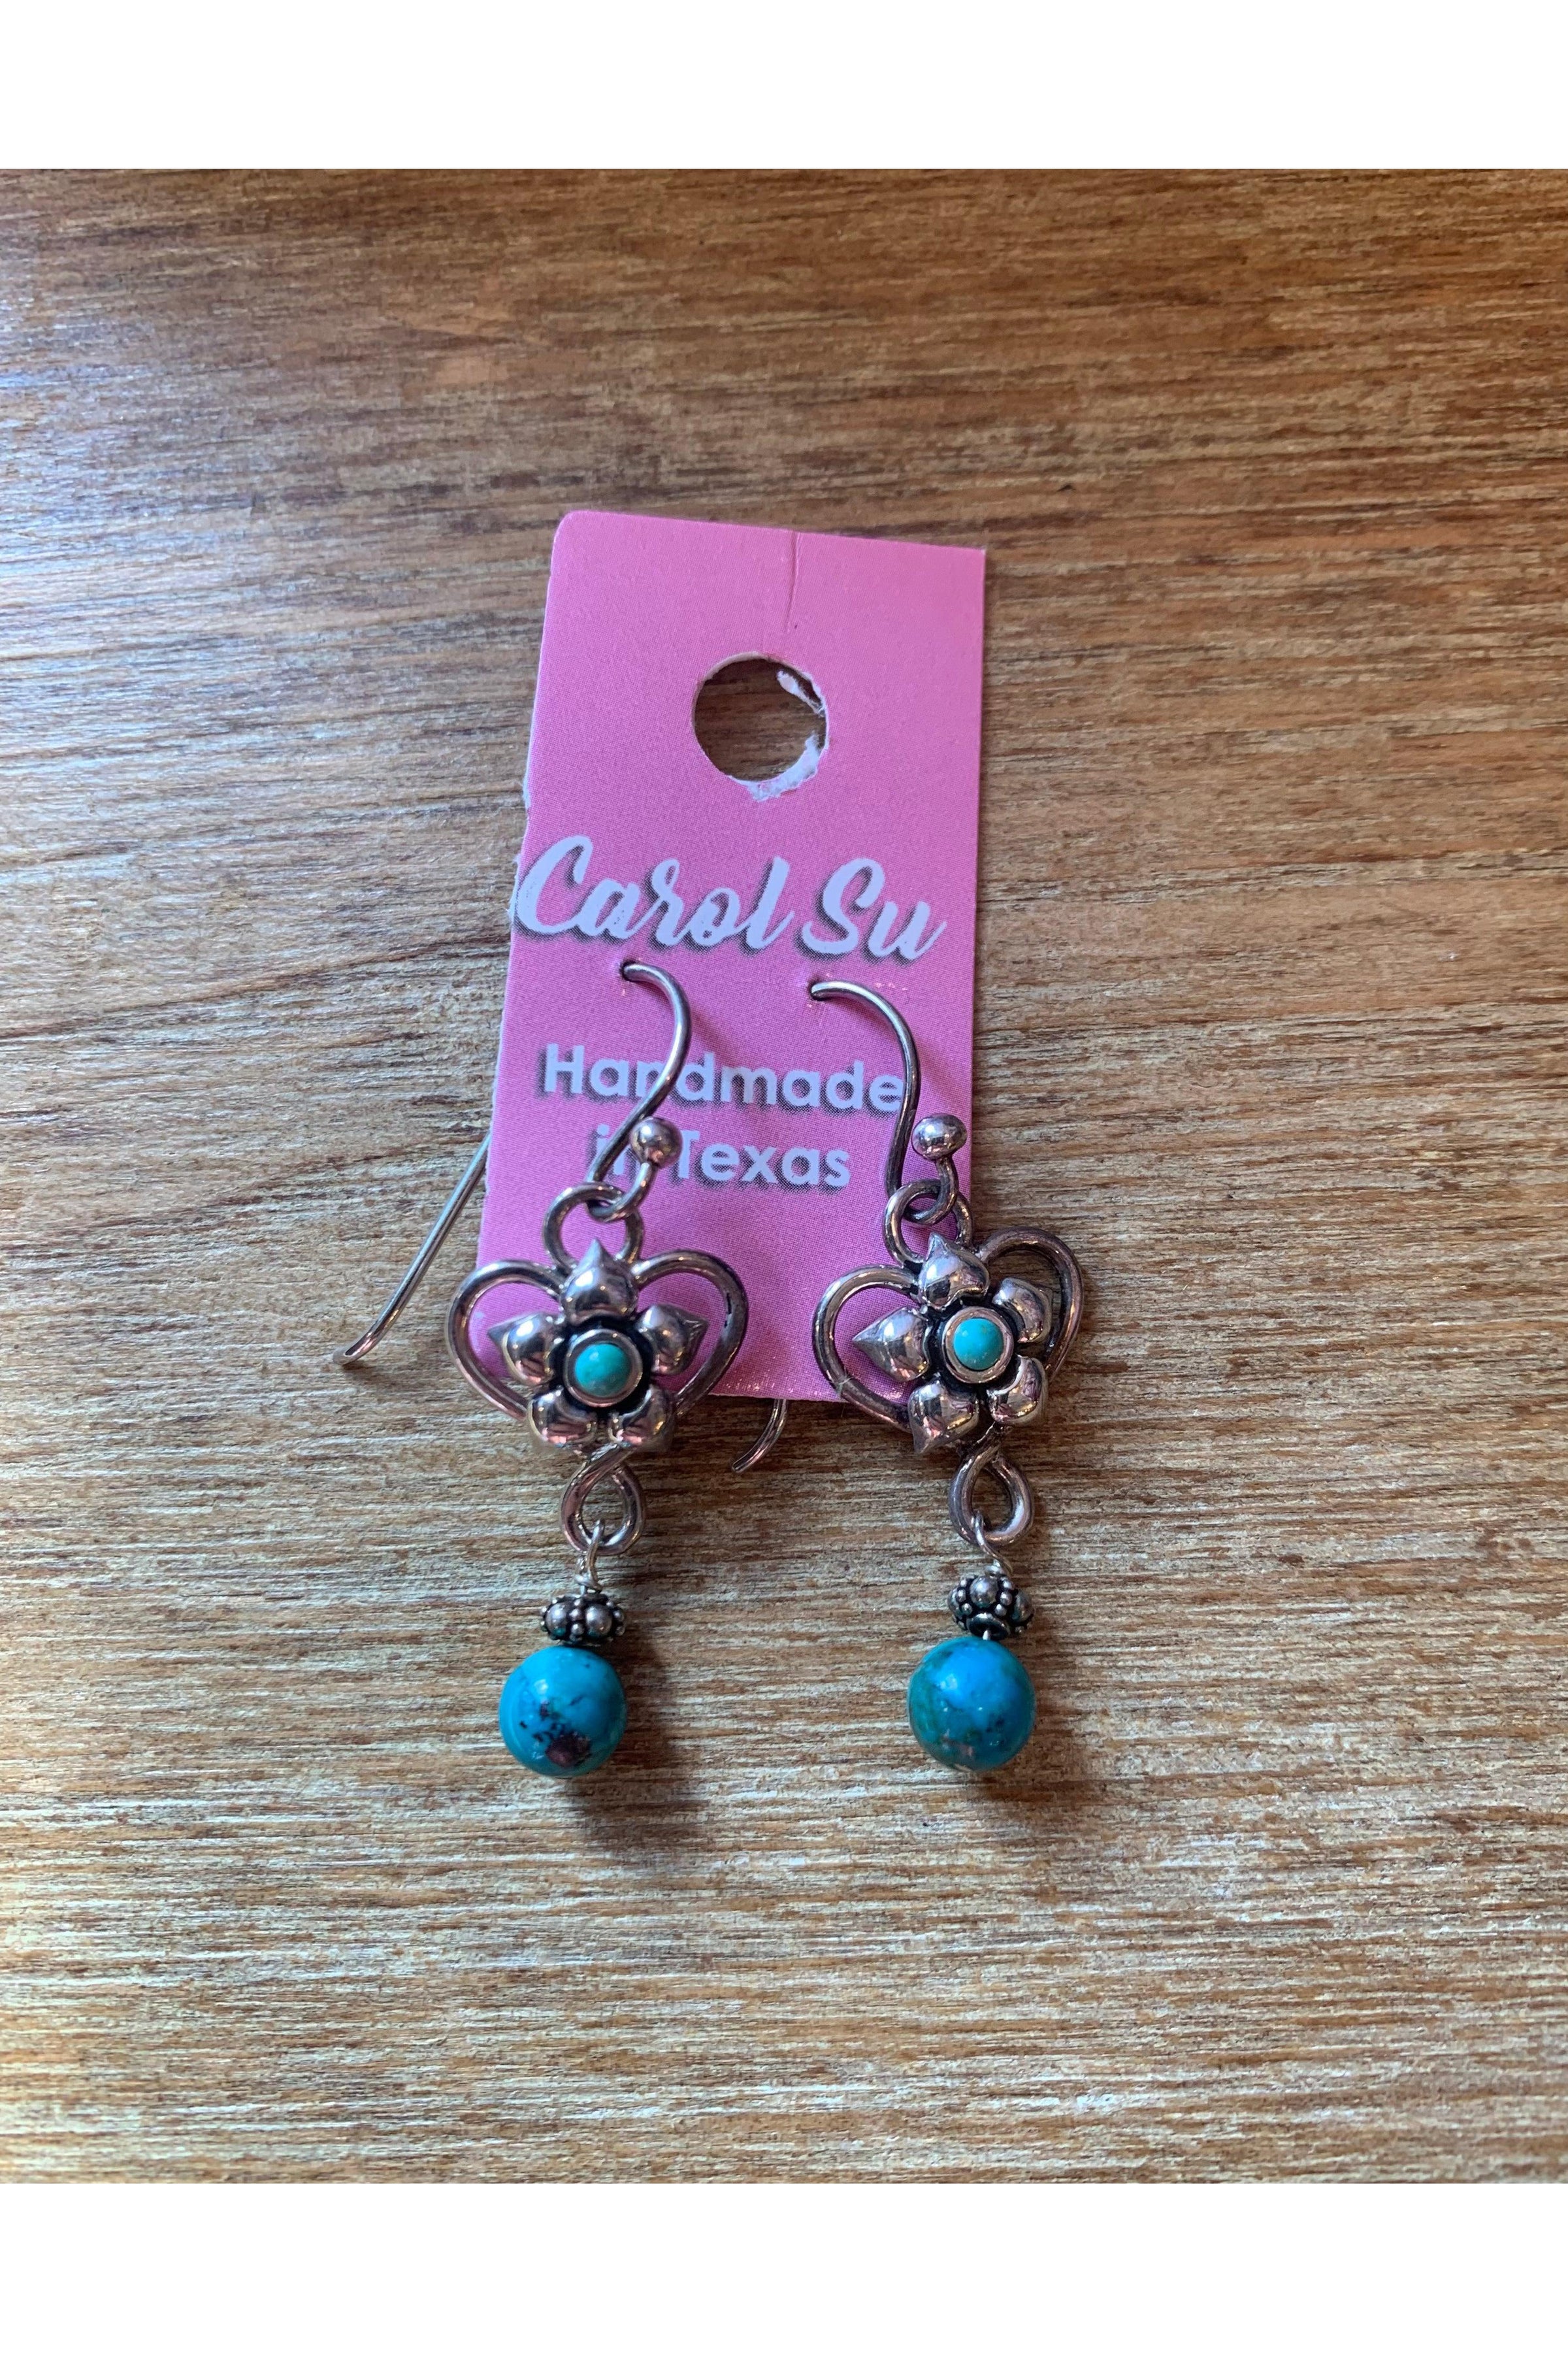 Carol Su
Handmade
in Texas